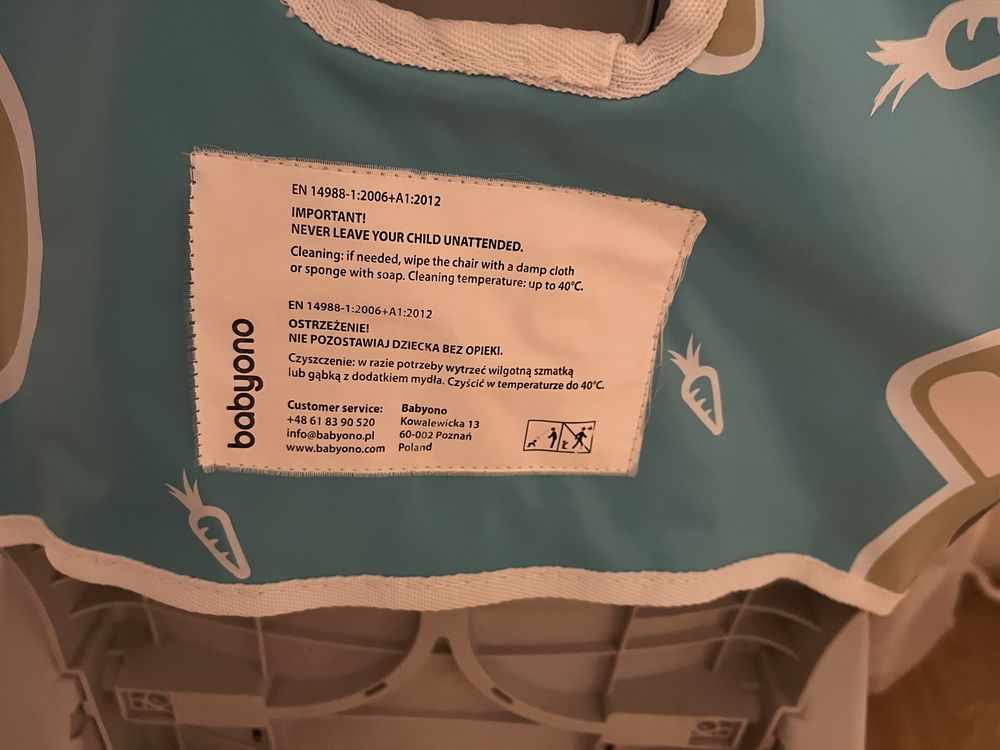 EN 14988-1:2006+A1:2012
IMPORTANT!
NEVER LEAVE YOUR CHILD UNATTENDED.
Cleaning: if needed, wipe the chair with a damp cloth
or sponge with soap. Cleaning temperature: up to 40°C.
EN 14988-1:2006+A1:2012
OSTRZEŻENIE!
NIE POZOSTAWIAJ DZIECKA BEZ OPIEKI.
Czyszczenie: w razie potrzeby wytrzeć wilgotną szmatką
lub gąbką z dodatkiem mydła. Czyścić w temperaturze do 40°C.
babyono
Customer service: Babyono
+48 61 83 90 520 Kowalewicka 13
info@babyono.pl 60-002 Poznań
www.babyono.com Poland